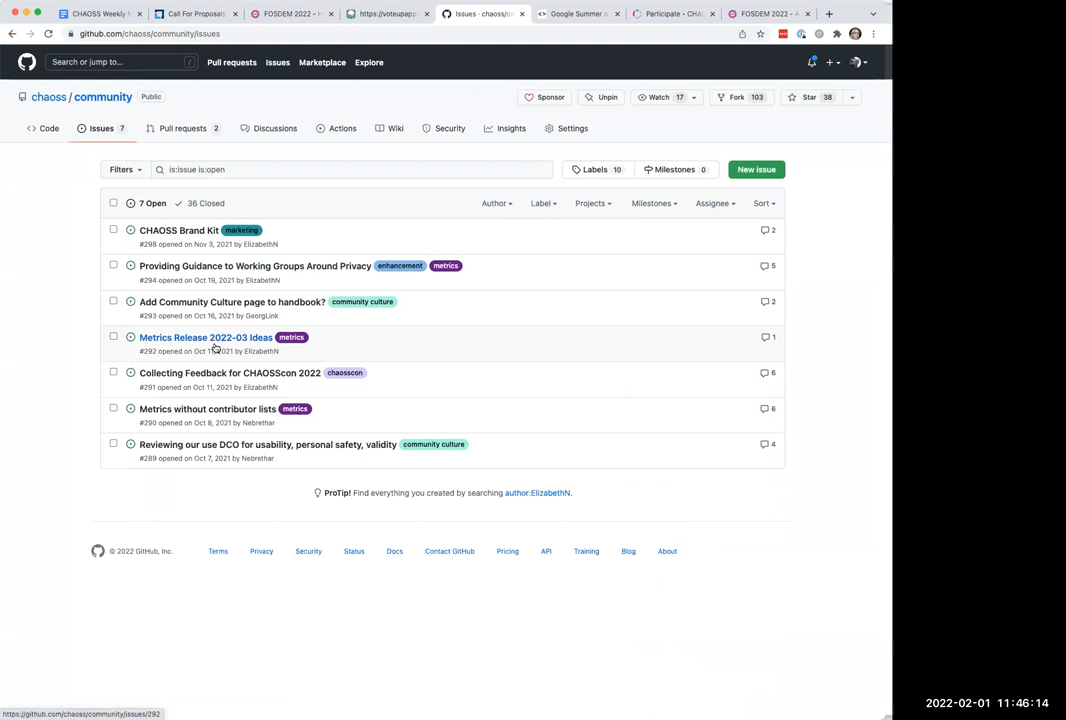 CHAOSS Weekly
Call For Proposals
FOSDEM 2022 -
https://voteupapp
Issues · chaoss/co
Google Summer o
Participate - CHA
FOSDEM 2022 -
github.com/chaoss/community/issues
Search or jump to... /
Pull requests Issues Marketplace Explore
chaoss / community Public
Sponsor Unpin Watch 17 Fork 103 Star 38
Code Issues 7 Pull requests 2 Discussions Actions Wiki Security Insights Settings
Filters is:issue is:open Labels 10 Milestones 0 New issue
7 Open 36 Closed Author Label Projects Milestones Assignee Sort
CHAOSS Brand Kit marketing 2
#298 opened on Nov 3, 2021 by ElizabethN
Providing Guidance to Working Groups Around Privacy enhancement metrics 5
#294 opened on Oct 19, 2021 by ElizabethN
Add Community Culture page to handbook? community culture 2
#293 opened on Oct 16, 2021 by GeorgLink
Metrics Release 2022-03 Ideas metrics 1
#292 opened on Oct 11, 2021 by ElizabethN
Collecting Feedback for CHAOSScon 2022 chaosscon 6
#291 opened on Oct 11, 2021 by ElizabethN
Metrics without contributor lists metrics 6
#290 opened on Oct 8, 2021 by Nebrethar
Reviewing our use DCO for usability, personal safety, validity community culture 4
#289 opened on Oct 7, 2021 by Nebrethar
ProTip! Find everything you created by searching author:ElizabethN.
© 2022 GitHub, Inc. Terms Privacy Security Status Docs Contact GitHub Pricing API Training Blog About
https://github.com/chaoss/community/issues/292
2022-02-01 11:46:14